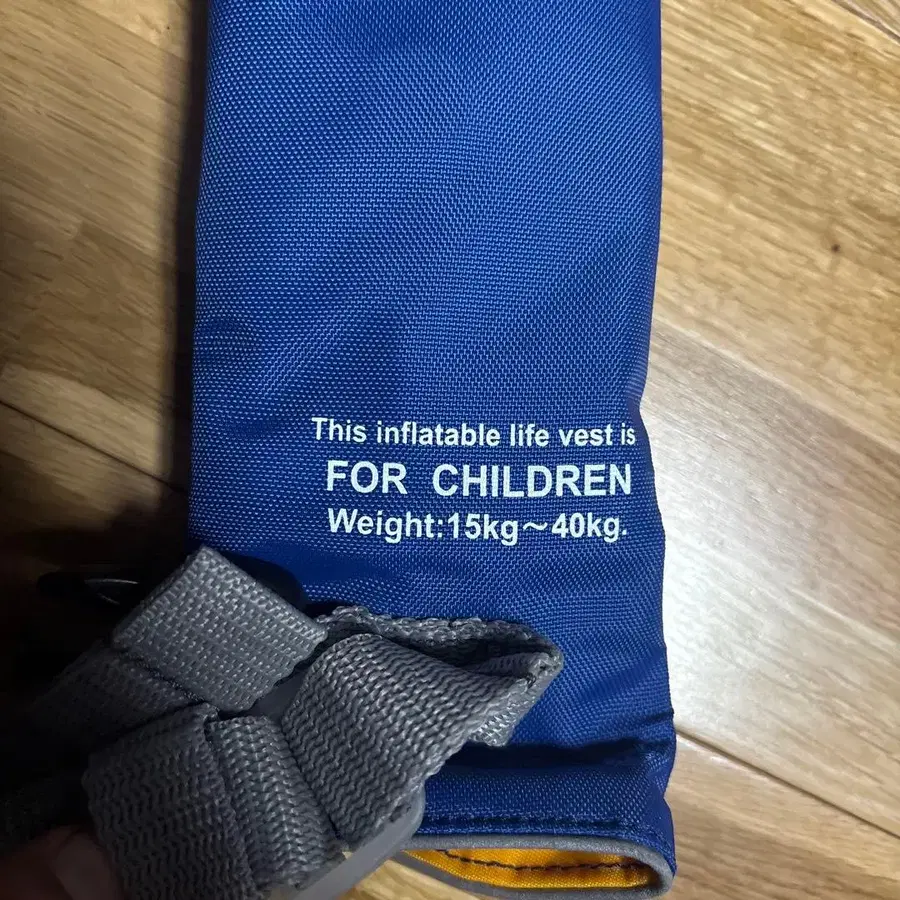 This inflatable life vest is
FOR CHILDREN
Weight:15kg～40kg.